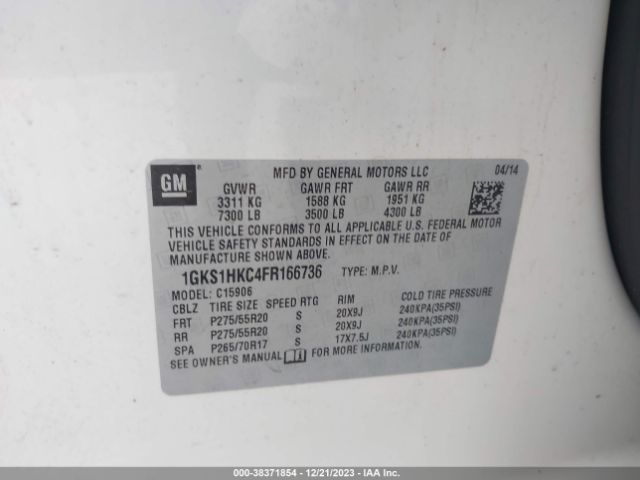 GM
MFD BY GENERAL MOTORS LLC 04/14
GVWR GAWR FRT GAWR RR
3311 KG 1588 KG 1951 KG
7300 LB 3500 LB 4300 LB
THIS VEHICLE CONFORMS TO ALL APPLICABLE U.S. FEDERAL MOTOR
VEHICLE SAFETY STANDARDS IN EFFECT ON THE DATE OF
MANUFACTURE SHOWN ABOVE.
1GKS1HKC4FR166736 TYPE: M.P.V.
MODEL: C15906
CBLZ TIRE SIZE SPEED RTG RIM COLD TIRE PRESSURE
FRT P275/55R20 S 20X9J 240KPA(35PSI)
RR P275/55R20 S 20X9J 240KPA(35PSI)
SPA P265/70R17 S 17X7.5J 240KPA(35PSI)
SEE OWNER'S MANUAL FOR MORE INFORMATION.
000-38371854 | 12/21/2023 | IAAI.COM